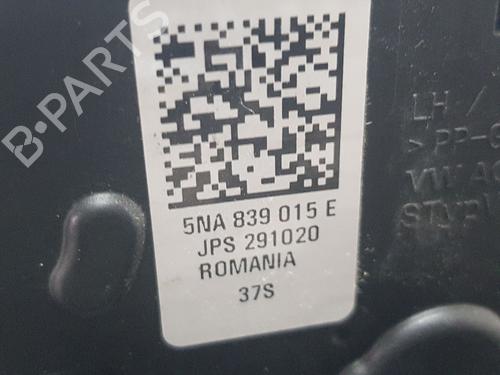 B-PARTS
5NA 839 015 E
JPS 291020
ROMANIA
37S
LH /
>PP-
VW AG